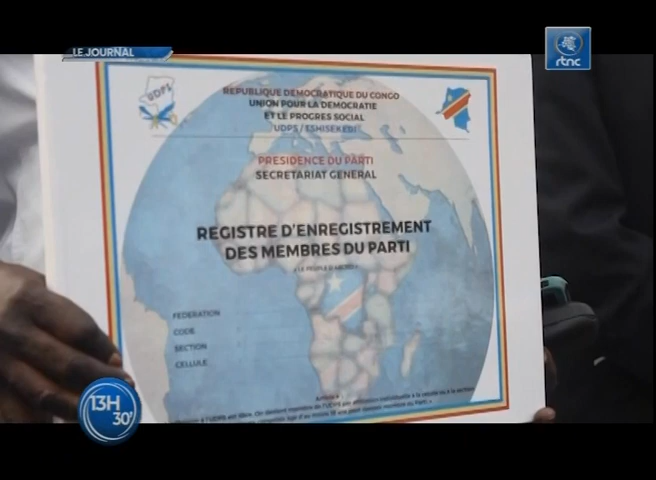 LE JOURNAL
rtnc
UDPS
REPUBLIQUE DEMOCRATIQUE DU CONGO
UNION POUR LA DEMOCRATIE
ET LE PROGRES SOCIAL
UDPS / TSHISEKEDI
PRESIDENCE DU PARTI
SECRETARIAT GENERAL
REGISTRE D'ENREGISTREMENT
DES MEMBRES DU PARTI
FEDERATION
CODE
SECTION
CELLULE
13H
30'